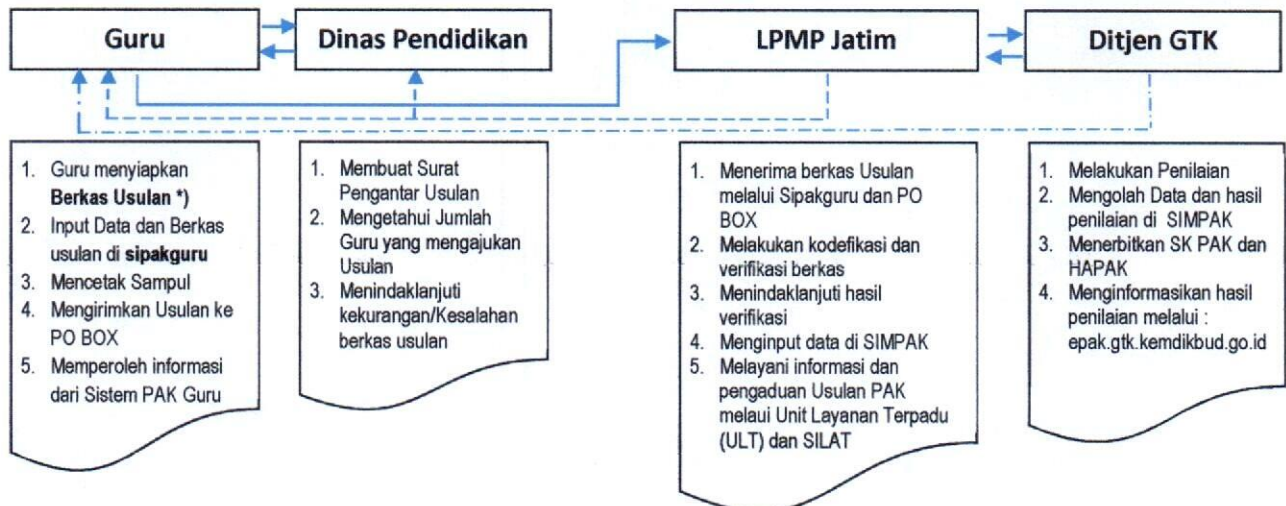 Guru
Dinas Pendidikan
LPMP Jatim
Ditjen GTK
1. Guru menyiapkan
Berkas Usulan *)
2. Input Data dan Berkas
usulan di sipakguru
3. Mencetak Sampul
4. Mengirimkan Usulan ke
PO BOX
5. Memperoleh informasi
dari Sistem PAK Guru
1. Membuat Surat
Pengantar Usulan
2. Mengetahui Jumlah
Guru yang mengajukan
Usulan
3. Menindaklanjuti
kekurangan/Kesalahan
berkas usulan
1. Menerima berkas Usulan
melalui Sipakguru dan PO
BOX
2. Melakukan kodefikasi dan
verifikasi berkas
3. Menindaklanjuti hasil
verifikasi
4. Menginput data di SIMPAK
5. Melayani informasi dan
pengaduan Usulan PAK
melaui Unit Layanan Terpadu
(ULT) dan SILAT
1. Melakukan Penilaian
2. Mengolah Data dan hasil
penilaian di SIMPAK
3. Menerbitkan SK PAK dan
HAPAK
4. Menginformasikan hasil
penilaian melalui :
epak.gtk.kemdikbud.go.id